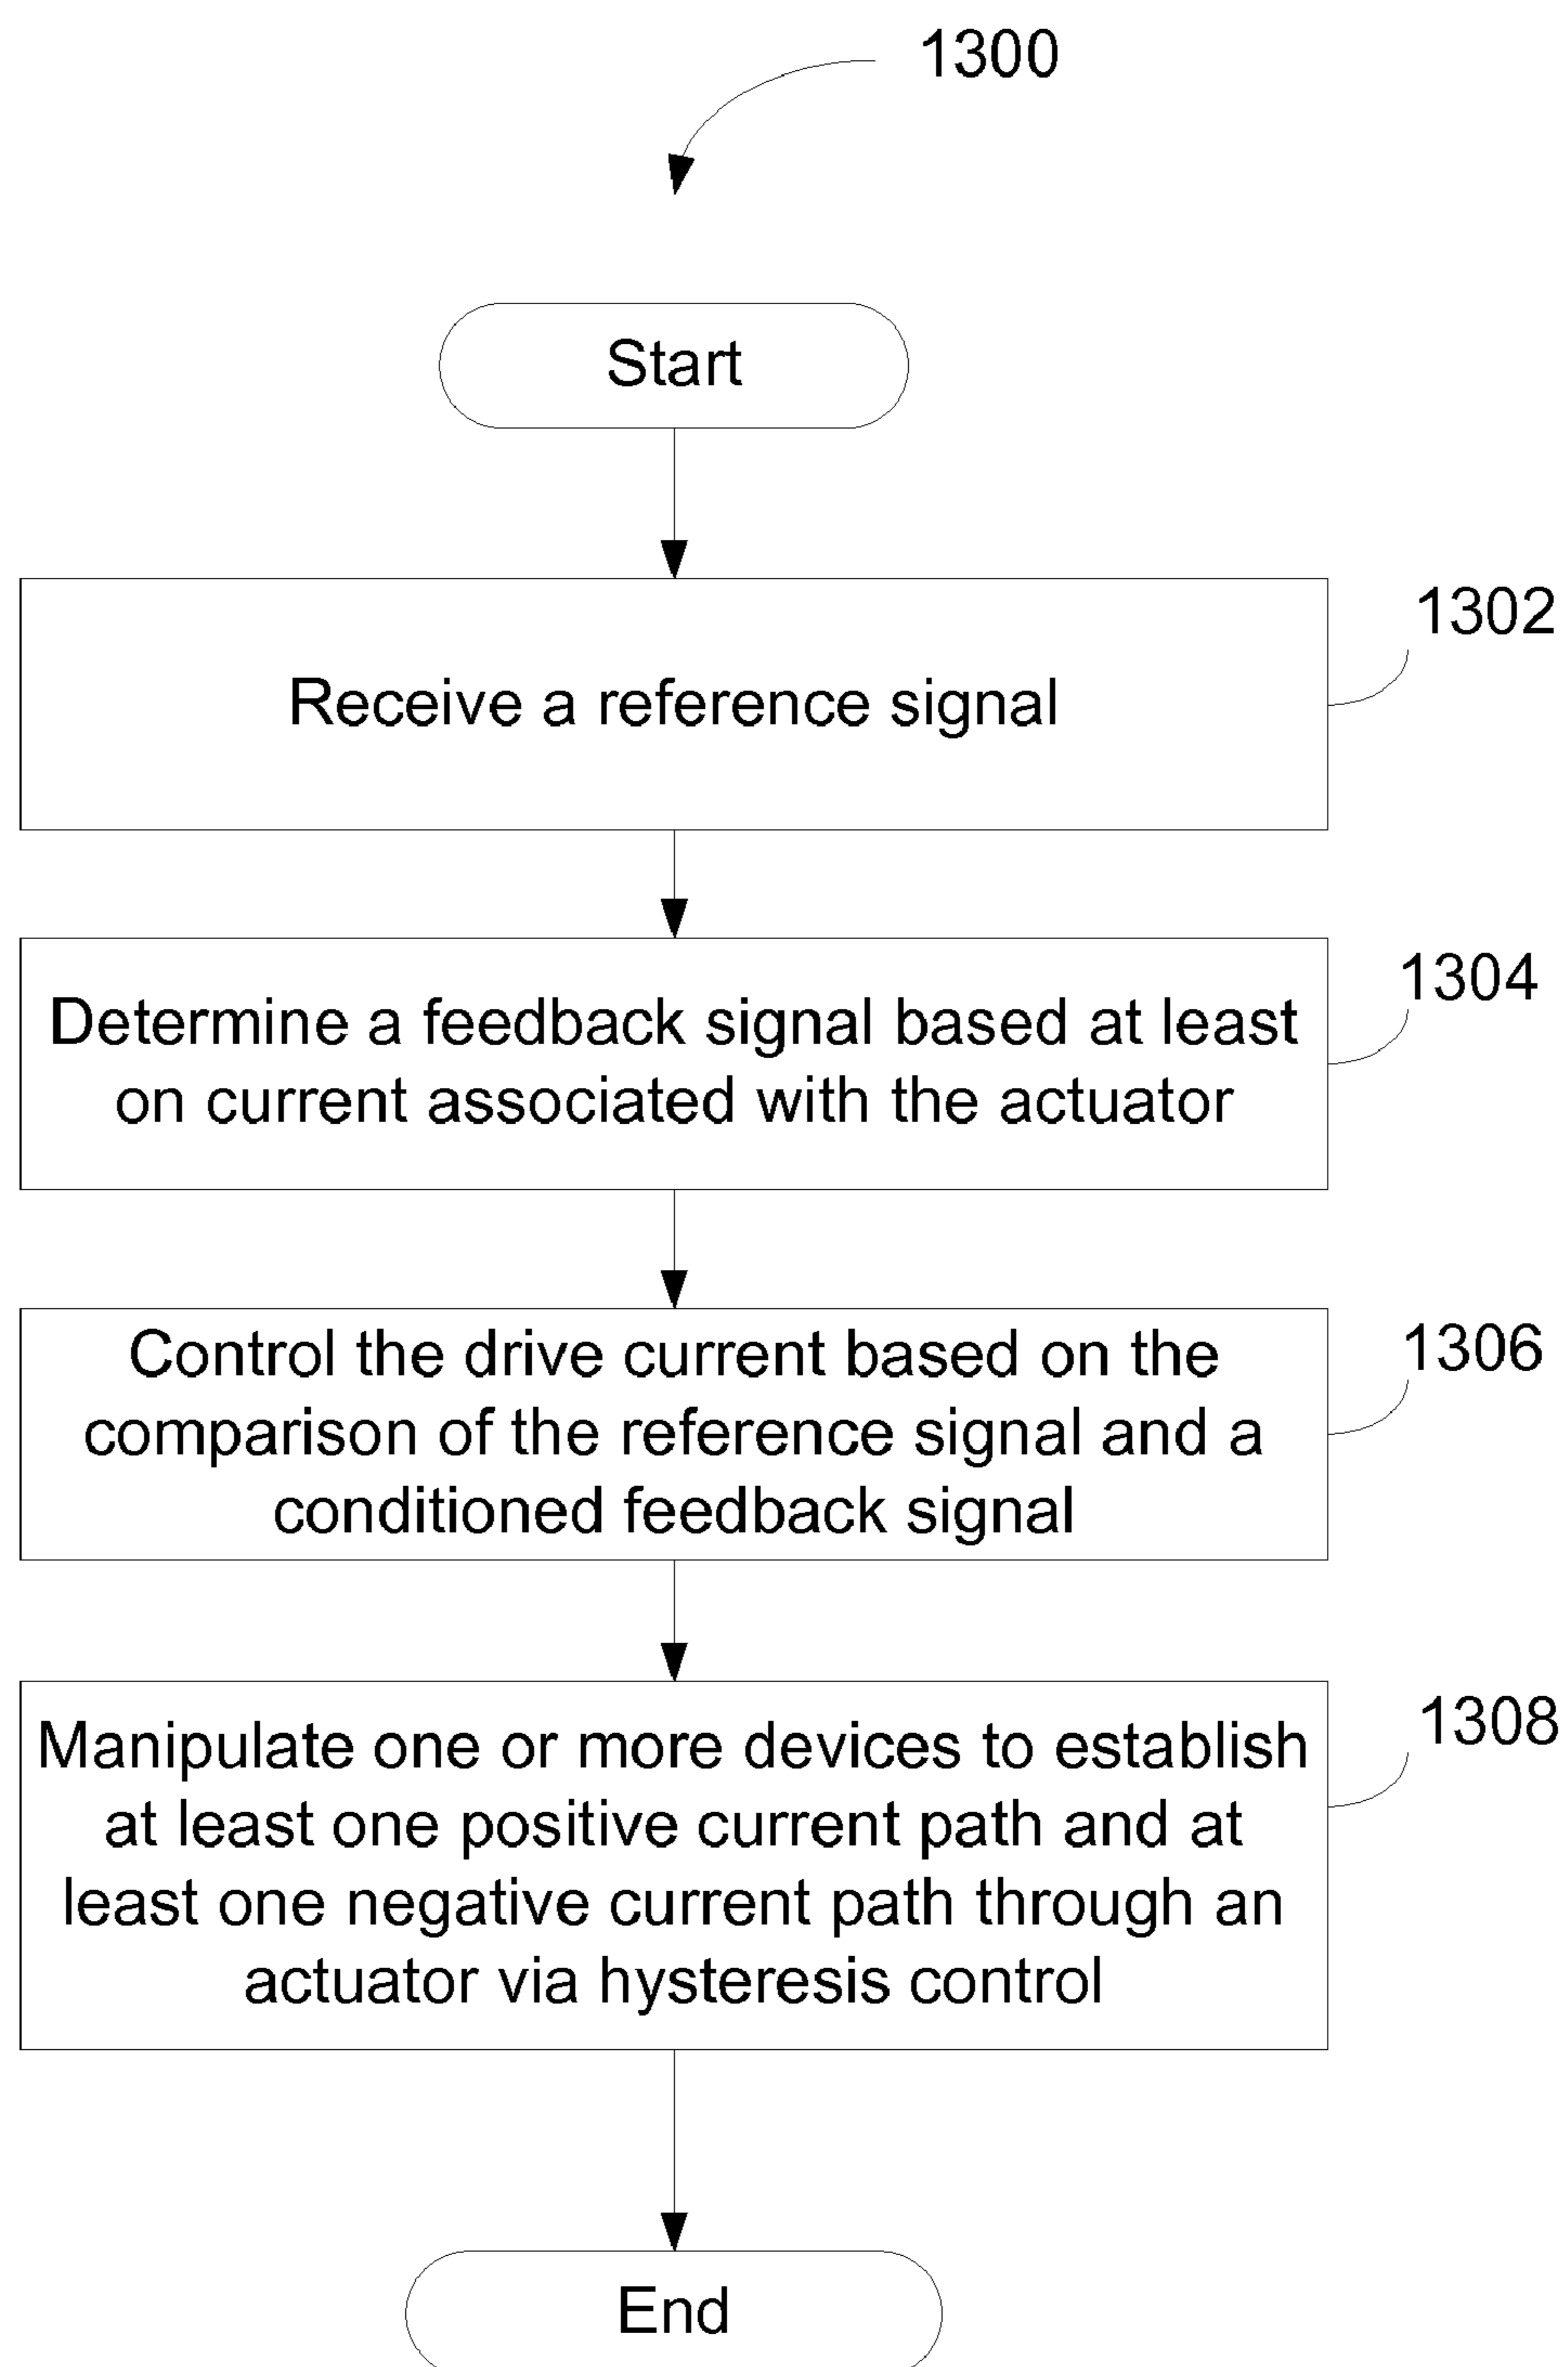 1300
Start
Receive a reference signal
1302
Determine a feedback signal based at least
on current associated with the actuator
1304
Control the drive current based on the
comparison of the reference signal and a
conditioned feedback signal
1306
Manipulate one or more devices to establish
at least one positive current path and at
least one negative current path through an
actuator via hysteresis control
1308
End